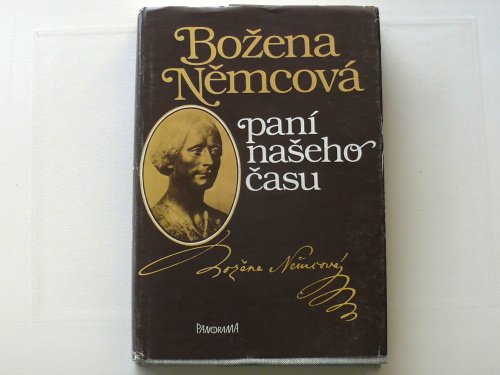 Božena
Němcová
paní
našeho
času
Božena Němcová
PANORAMA